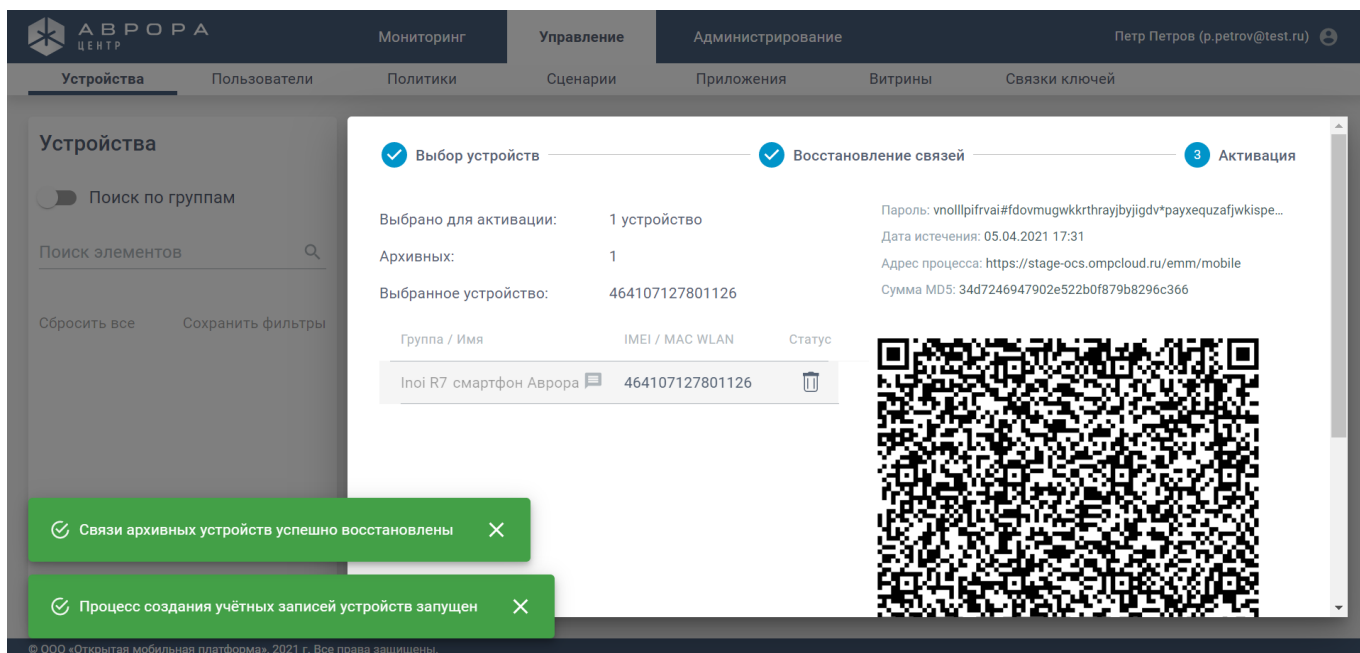 АВРОРА
ЦЕНТР
Мониторинг Управление Администрирование Петр Петров (p.petrov@test.ru)
Устройства Пользователи Политики Сценарии Приложения Витрины Связки ключей
Устройства
Поиск по группам
Поиск элементов
Сбросить все Сохранить фильтры
Выбор устройств Восстановление связей 3 Активация
Выбрано для активации: 1 устройство
Архивных: 1
Выбранное устройство: 464107127801126
Группа / Имя IMEI / MAC WLAN Статус
Inoi R7 смартфон Аврора 464107127801126
Пароль: vnolllpifrvai#fdovmugwkkrthrayjbyjigdv*payxequzafjwkispe...
Дата истечения: 05.04.2021 17:31
Адрес процесса: https://stage-ocs.ompcloud.ru/emm/mobile
Сумма MD5: 34d7246947902e522b0f879b8296c366
Связи архивных устройств успешно восстановлены
Процесс создания учётных записей устройств запущен
© ООО «Открытая мобильная платформа», 2021 г. Все права защищены.